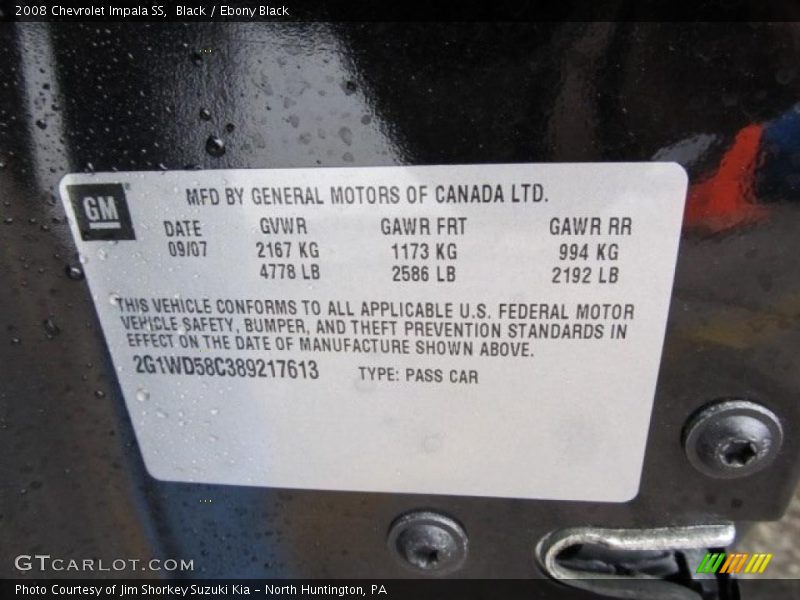 2008 Chevrolet Impala SS,  Black / Ebony Black
GM
MFD BY GENERAL MOTORS OF CANADA LTD.
DATE GVWR GAWR FRT GAWR RR
09/07 2167 KG 1173 KG 994 KG
4778 LB 2586 LB 2192 LB
THIS VEHICLE CONFORMS TO ALL APPLICABLE U.S. FEDERAL MOTOR
VEHICLE SAFETY, BUMPER, AND THEFT PREVENTION STANDARDS IN
EFFECT ON THE DATE OF MANUFACTURE SHOWN ABOVE.
2G1WD58C389217613 TYPE: PASS CAR
GTCARLOT.COM
Photo Courtesy of Jim Shorkey Suzuki Kia - North Huntington, PA